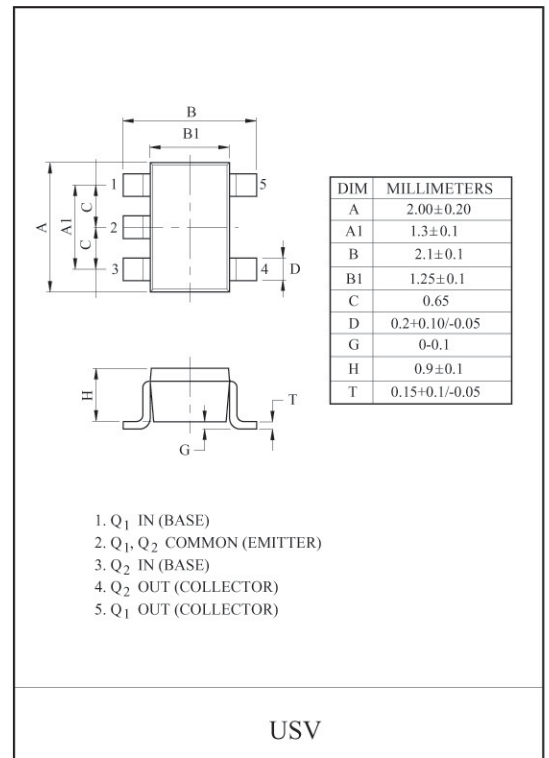 B
B1
1
5
C
A
A1
2
C
3
4
D
DIM MILLIMETERS
A 2.00±0.20
A1 1.3±0.1
B 2.1±0.1
B1 1.25±0.1
C 0.65
D 0.2+0.10/-0.05
G 0-0.1
H 0.9±0.1
T 0.15+0.1/-0.05
H
T
G
1. Q1 IN (BASE)
2. Q1, Q2 COMMON (EMITTER)
3. Q2 IN (BASE)
4. Q2 OUT (COLLECTOR)
5. Q1 OUT (COLLECTOR)
USV